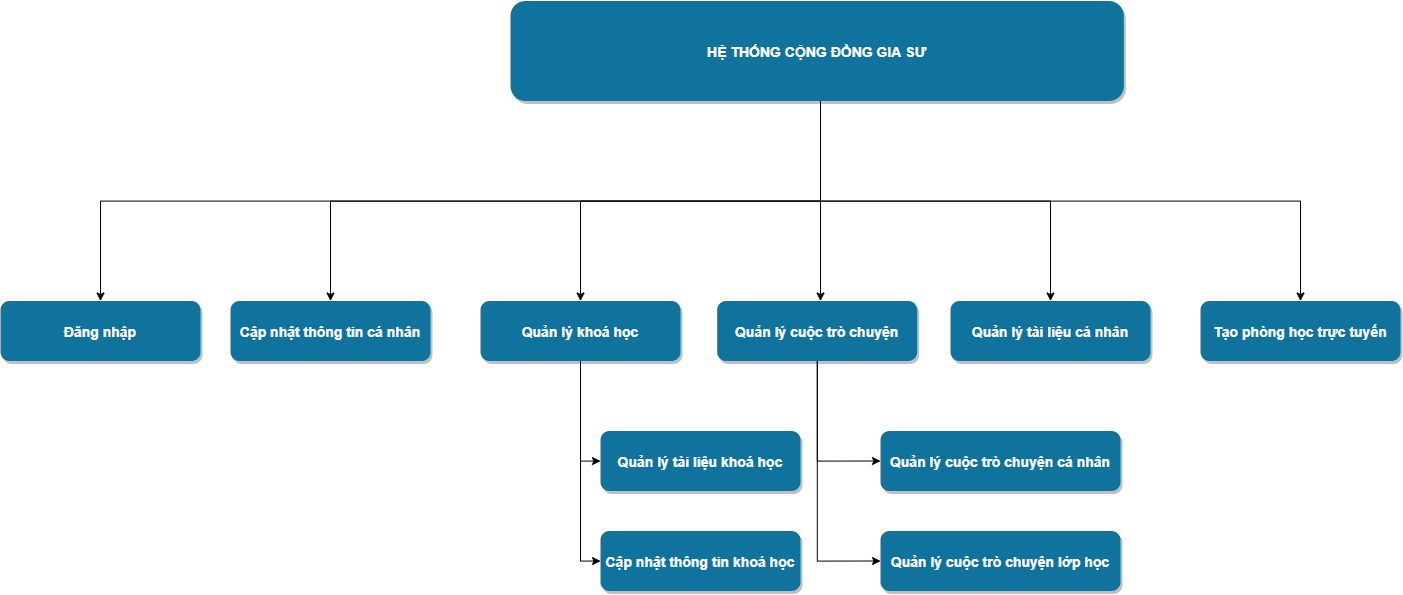 HỆ THỐNG CỘNG ĐỒNG GIA SƯ
Đăng nhập
Cập nhật thông tin cá nhân
Quản lý khoá học
Quản lý cuộc trò chuyện
Quản lý tài liệu cá nhân
Tạo phòng học trực tuyến
Quản lý tài liệu khoá học
Quản lý cuộc trò chuyện cá nhân
Cập nhật thông tin khoá học
Quản lý cuộc trò chuyện lớp học